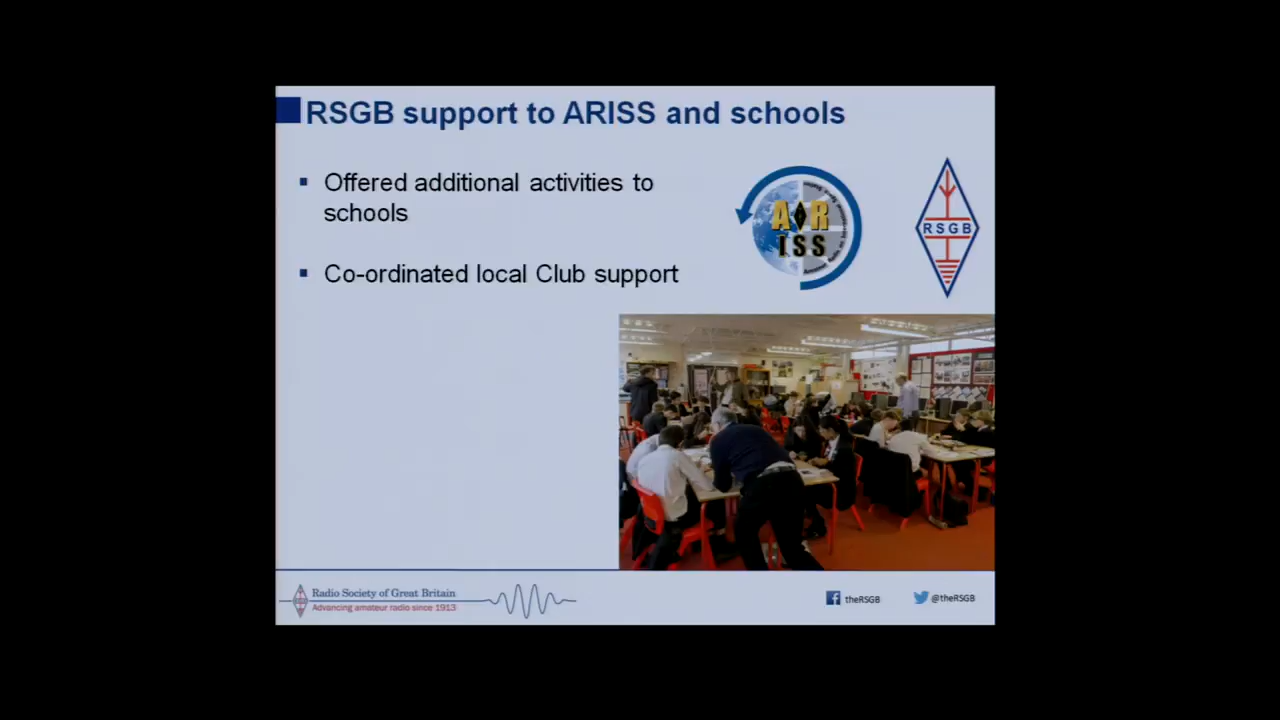 RSGB support to ARISS and schools
Offered additional activities to
schools
Co-ordinated local Club support
A R
ISS
RSGB
Radio Society of Great Britain
Advancing amateur radio since 1913
theRSGB
@theRSGB